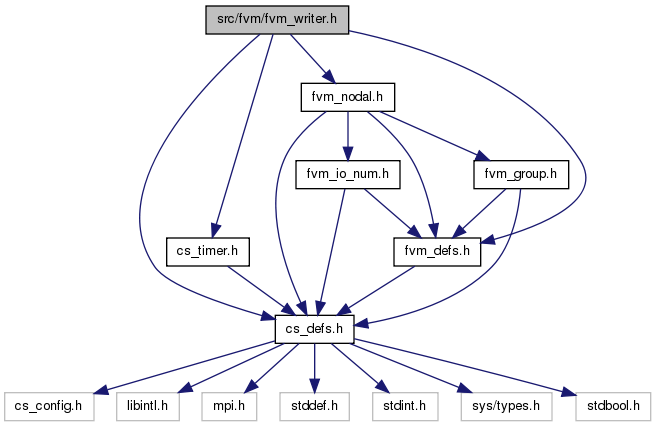 src/fvm/fvm_writer.h
fvm_nodal.h
fvm_io_num.h
fvm_group.h
cs_timer.h
fvm_defs.h
cs_defs.h
cs_config.h
libintl.h
mpi.h
stddef.h
stdint.h
sys/types.h
stdbool.h